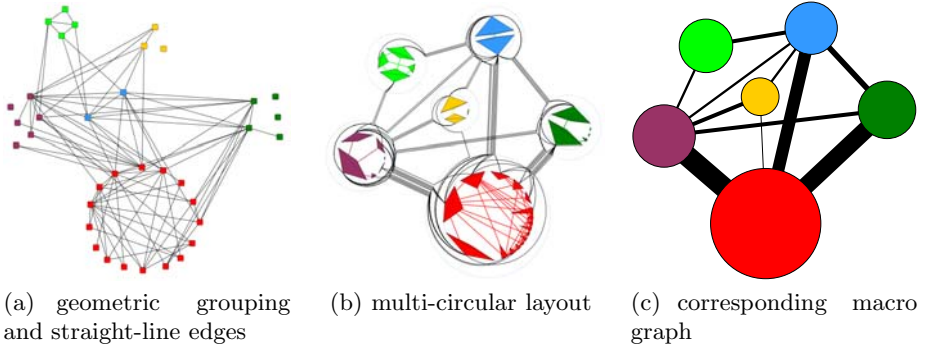 (a) geometric grouping
and straight-line edges
(b) multi-circular layout
(c) corresponding macro
graph